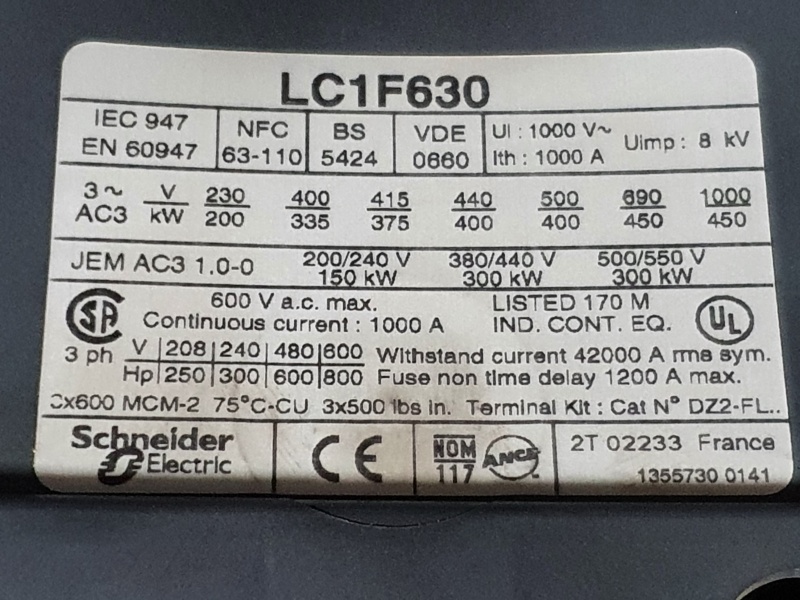 LC1F630
IEC 947 NFC BS VDE UI : 1000 V~ Uimp : 8 kV
EN 60947 63-110 5424 0660 Ith : 1000 A
3~ V 230 400 415 440 500 690 1000
AC3 kW 200 335 375 400 400 450 450
JEM AC3 1.0-0 200/240 V 380/440 V 500/550 V
150 kW 300 kW 300 kW
SA 600 V a.c. max. LISTED 170 M UL
Continuous current : 1000 A IND. CONT. EQ.
3 ph V 208 240 480 600 Withstand current 42000 A rms sym.
Hp 250 300 600 800 Fuse non time delay 1200 A max.
x600 MCM-2 75°C-CU 3x500 lbs in. Terminal Kit : Cat N° DZ2-FL..
Schneider CE NOM ANCE 2T 02233 France
Electric 117 1355730 0141